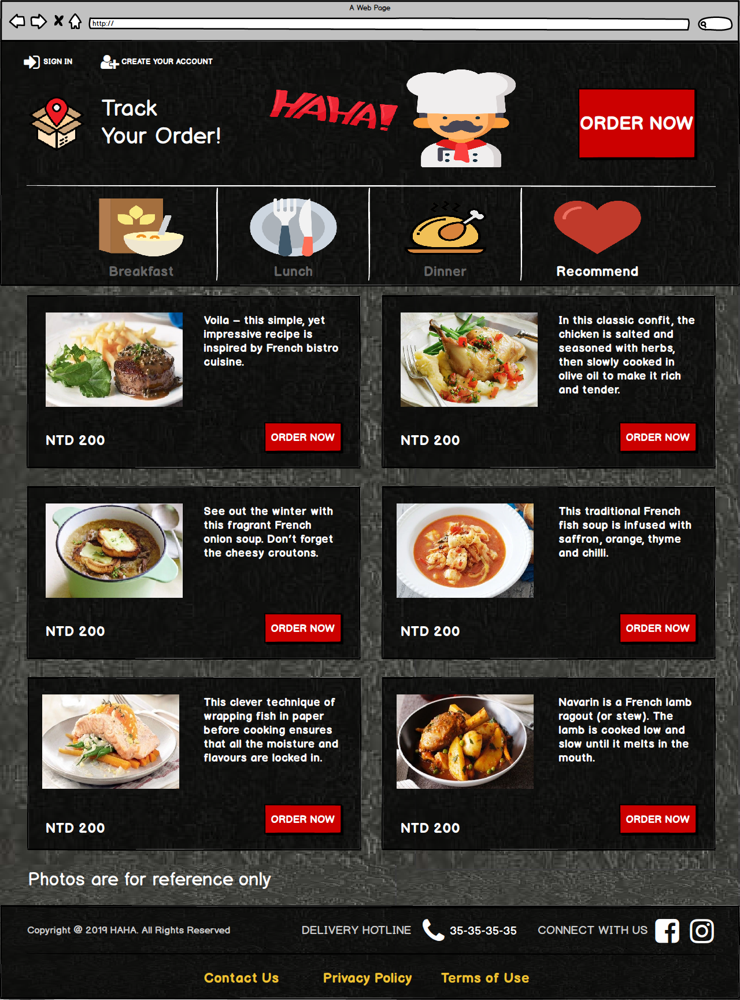 A Web Page
http://
SIGN IN
CREATE YOUR ACCOUNT
Track
Your Order!
HAHA!
ORDER NOW
Breakfast
Lunch
Dinner
Recommend
Voila – this simple, yet
impressive recipe is
inspired by French bistro
cuisine.
NTD 200
ORDER NOW
In this classic confit, the
chicken is salted and
seasoned with herbs,
then slowly cooked in
olive oil to make it rich
and tender.
NTD 200
ORDER NOW
See out the winter with
this fragrant French
onion soup. Don't forget
the cheesy croutons.
NTD 200
ORDER NOW
This traditional French
fish soup is infused with
saffron, orange, thyme
and chilli.
NTD 200
ORDER NOW
This clever technique of
wrapping fish in paper
before cooking ensures
that all the moisture and
flavours are locked in.
NTD 200
ORDER NOW
Navarin is a French lamb
ragout (or stew). The
lamb is cooked low and
slow until it melts in the
mouth.
NTD 200
ORDER NOW
Photos are for reference only
Copyright @ 2019 HAHA. All Rights Reserved
DELIVERY HOTLINE
35-35-35-35
CONNECT WITH US
Contact Us
Privacy Policy
Terms of Use